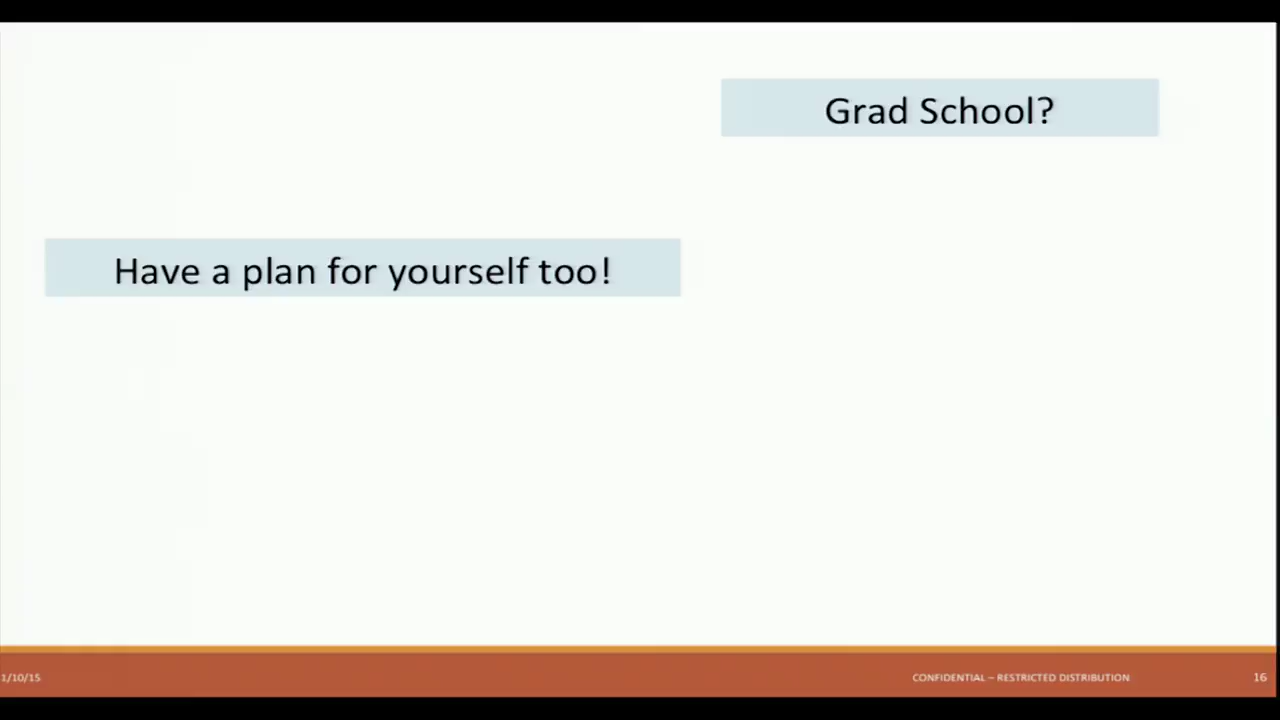 Grad School?
Have a plan for yourself too!
1/10/15
CONFIDENTIAL – RESTRICTED DISTRIBUTION
16